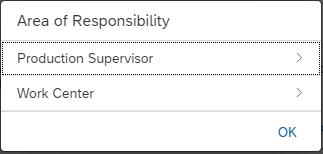 Area of Responsibility
Production Supervisor
Work Center
OK